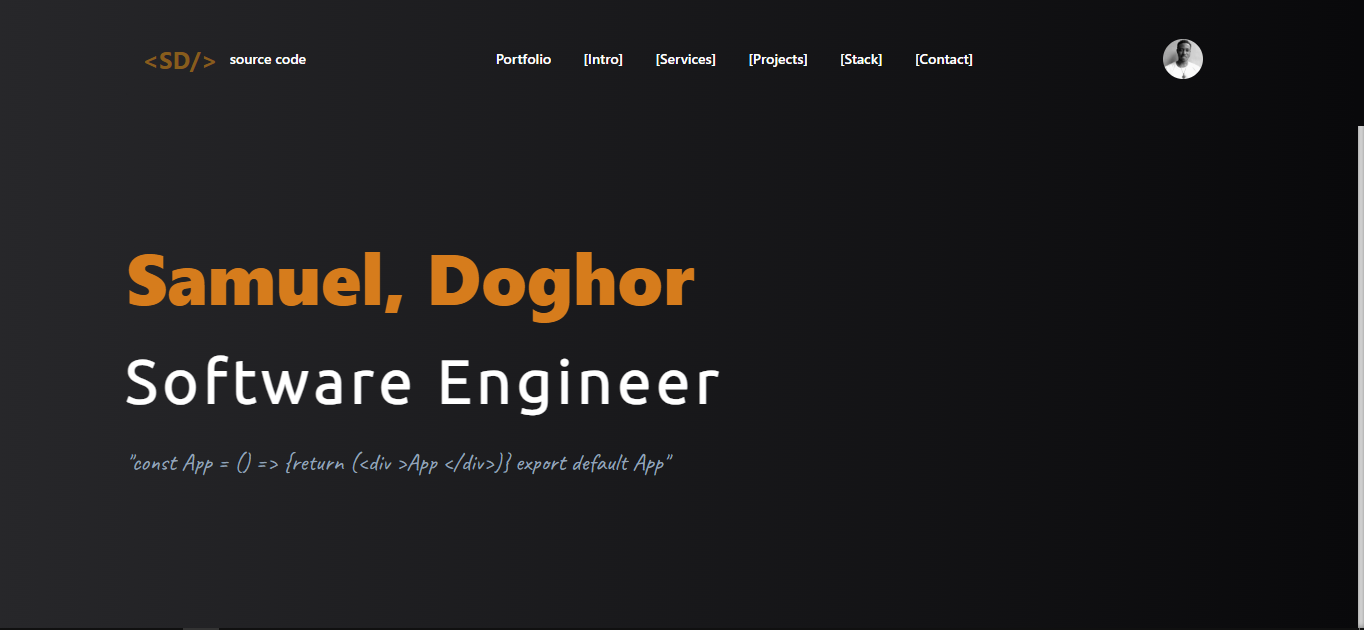 <SD/> source code Portfolio [Intro] [Services] [Projects] [Stack] [Contact]
Samuel, Doghor
Software Engineer
"const App = () => {return (<div >App </div>)} export default App"